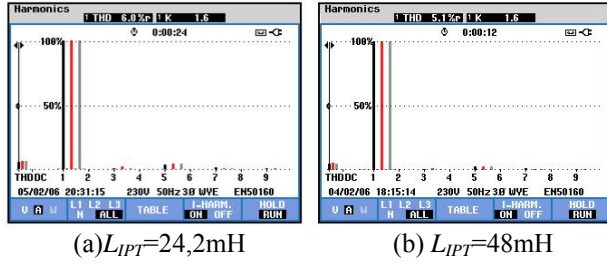 Harmonics
1 THD 6.0%r 1 K 1.6
0:00:24
100%
50%
THDDC 1 2 3 4 5 6 7 8 9
05/02/06 20:31:15 230V 50Hz 3Ø WYE EN50160
V A W L1 L2 L3 N ALL TABLE I-HARM. ON OFF HOLD RUN
(a)LIPT=24,2mH
Harmonics
1 THD 5.1%r 1 K 1.6
0:00:12
100%
50%
THDDC 1 2 3 4 5 6 7 8 9
04/02/06 18:15:14 230V 50Hz 3Ø WYE EN50160
V A W L1 L2 L3 N ALL TABLE I-HARM. ON OFF HOLD RUN
(b) LIPT=48mH